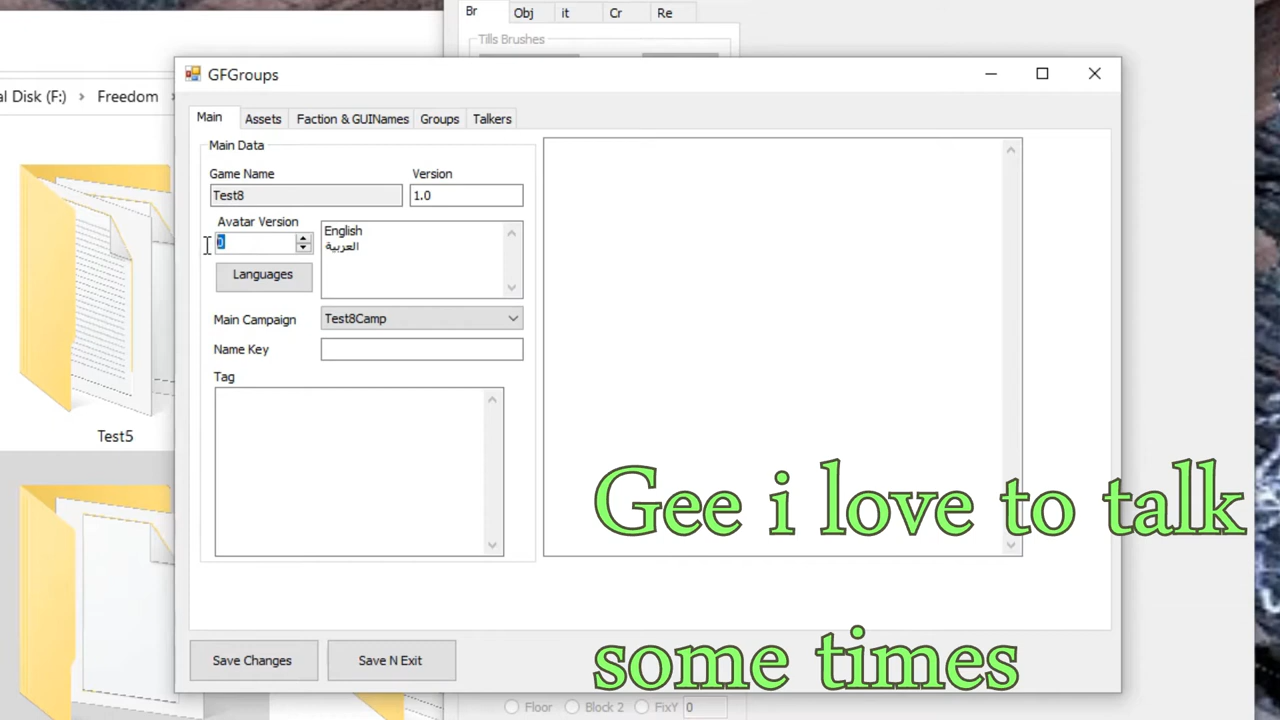 Br Obj it Cr Re
Tills Brushes
GFGroups
al Disk (F:) > Freedom >
Main Assets Faction & GUINames Groups Talkers
Main Data
Game Name Version
Test8 1.0
Avatar Version
0
English
العربية
Languages
Main Campaign Test8Camp
Name Key
Tag
Test5
Gee i love to talk
some times
Save Changes Save N Exit
Floor Block 2 FixY 0